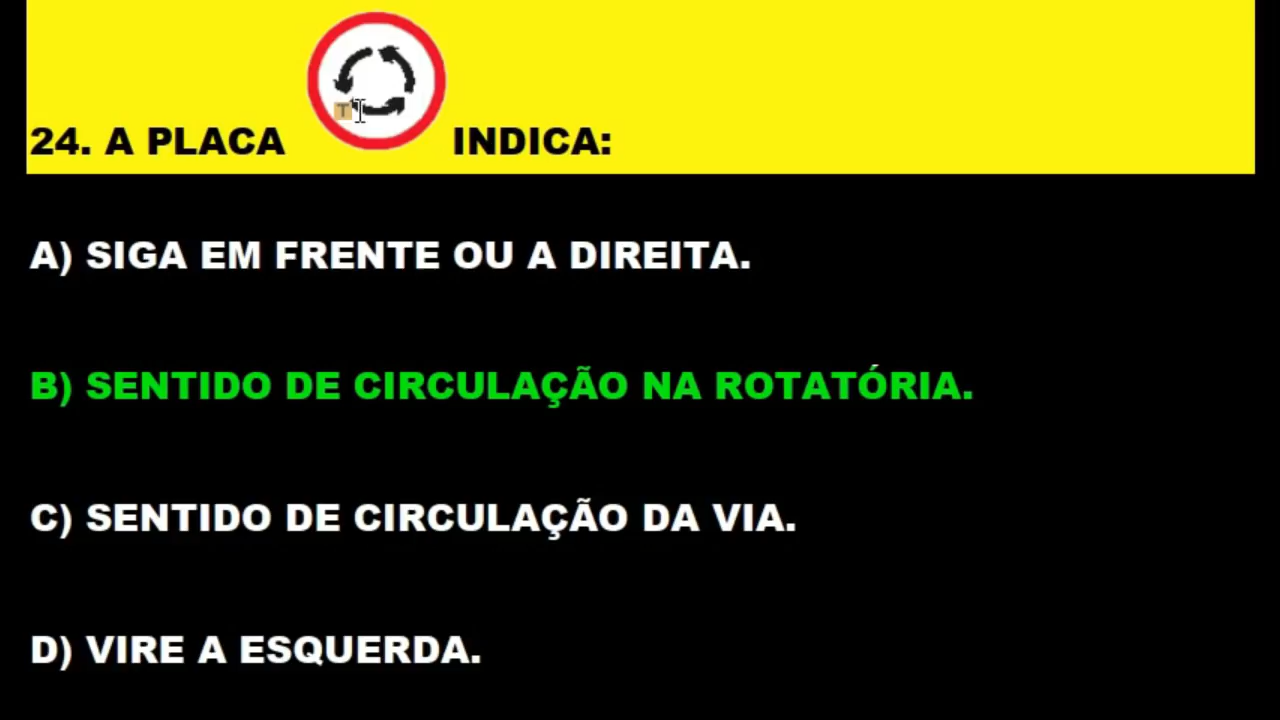 24. A PLACA INDICA:
A) SIGA EM FRENTE OU A DIREITA.
B) SENTIDO DE CIRCULAÇÃO NA ROTATÓRIA.
C) SENTIDO DE CIRCULAÇÃO DA VIA.
D) VIRE A ESQUERDA.